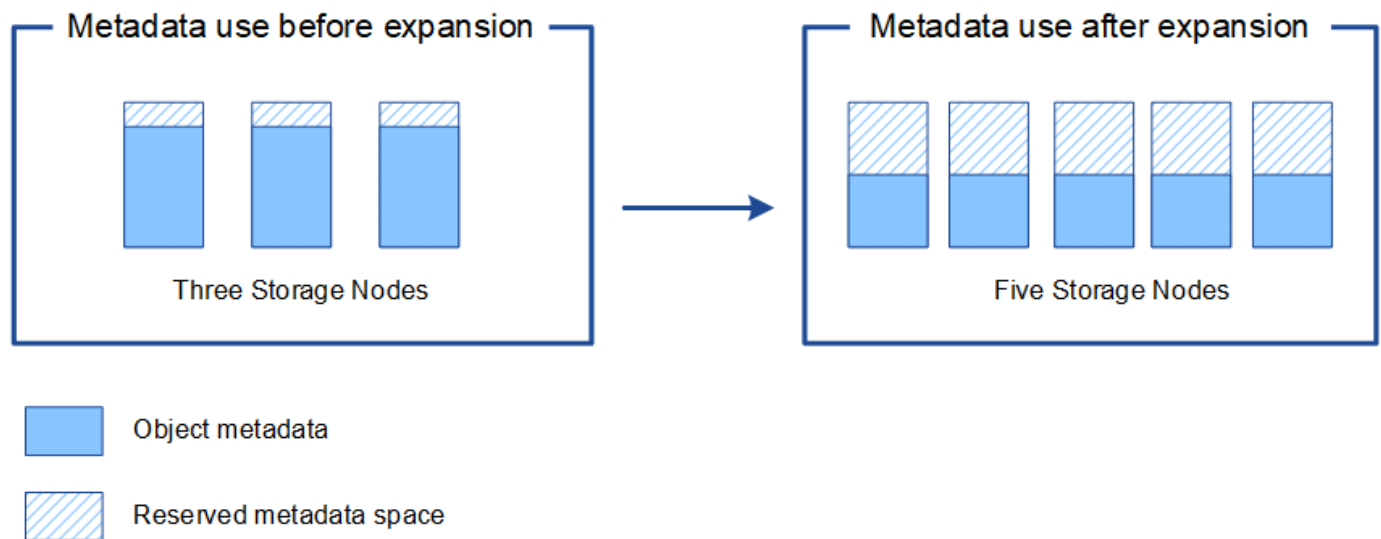 Metadata use before expansion
Metadata use after expansion
Three Storage Nodes
Five Storage Nodes
Object metadata
Reserved metadata space